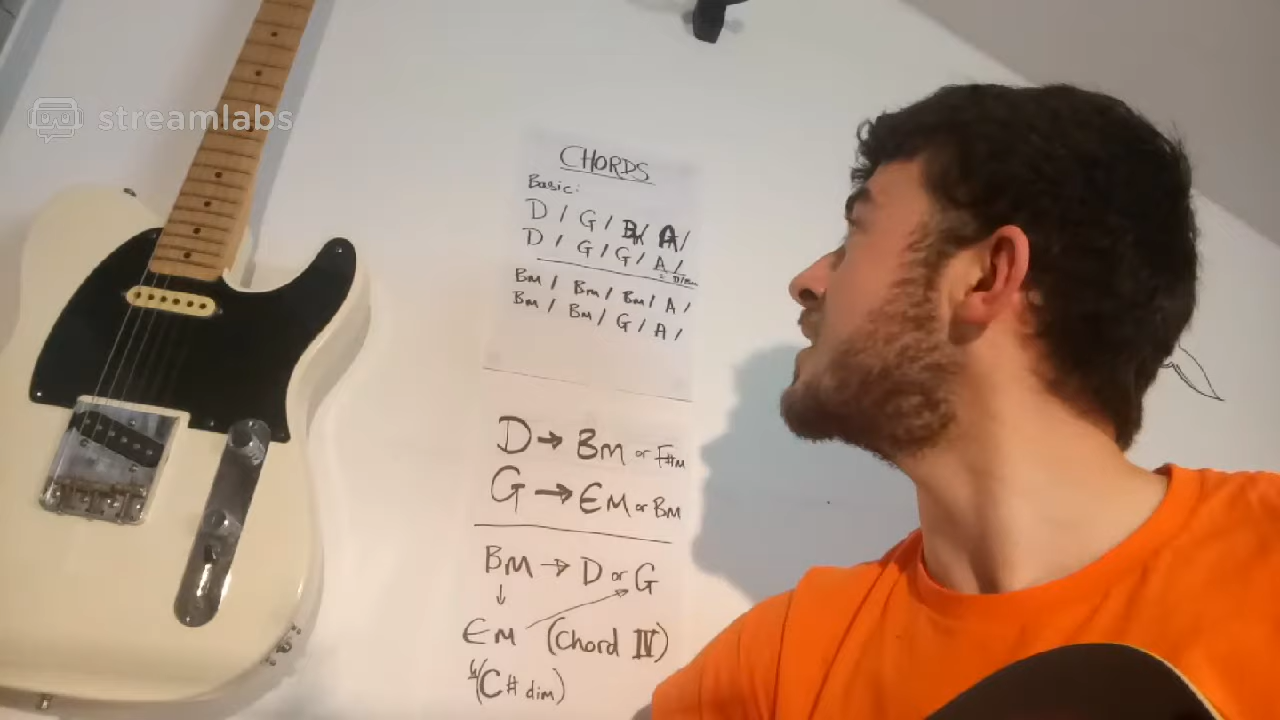 streamlabs
CHORDS
Basic:
D / G / / A /
D / G / G / A /
Bm / Bm / Bm / A /
Bm / Bm / G / A /
D → Bm or F#m
G → Em or Bm
Bm → D or G
↓
Em (Chord IV)
(C# dim)